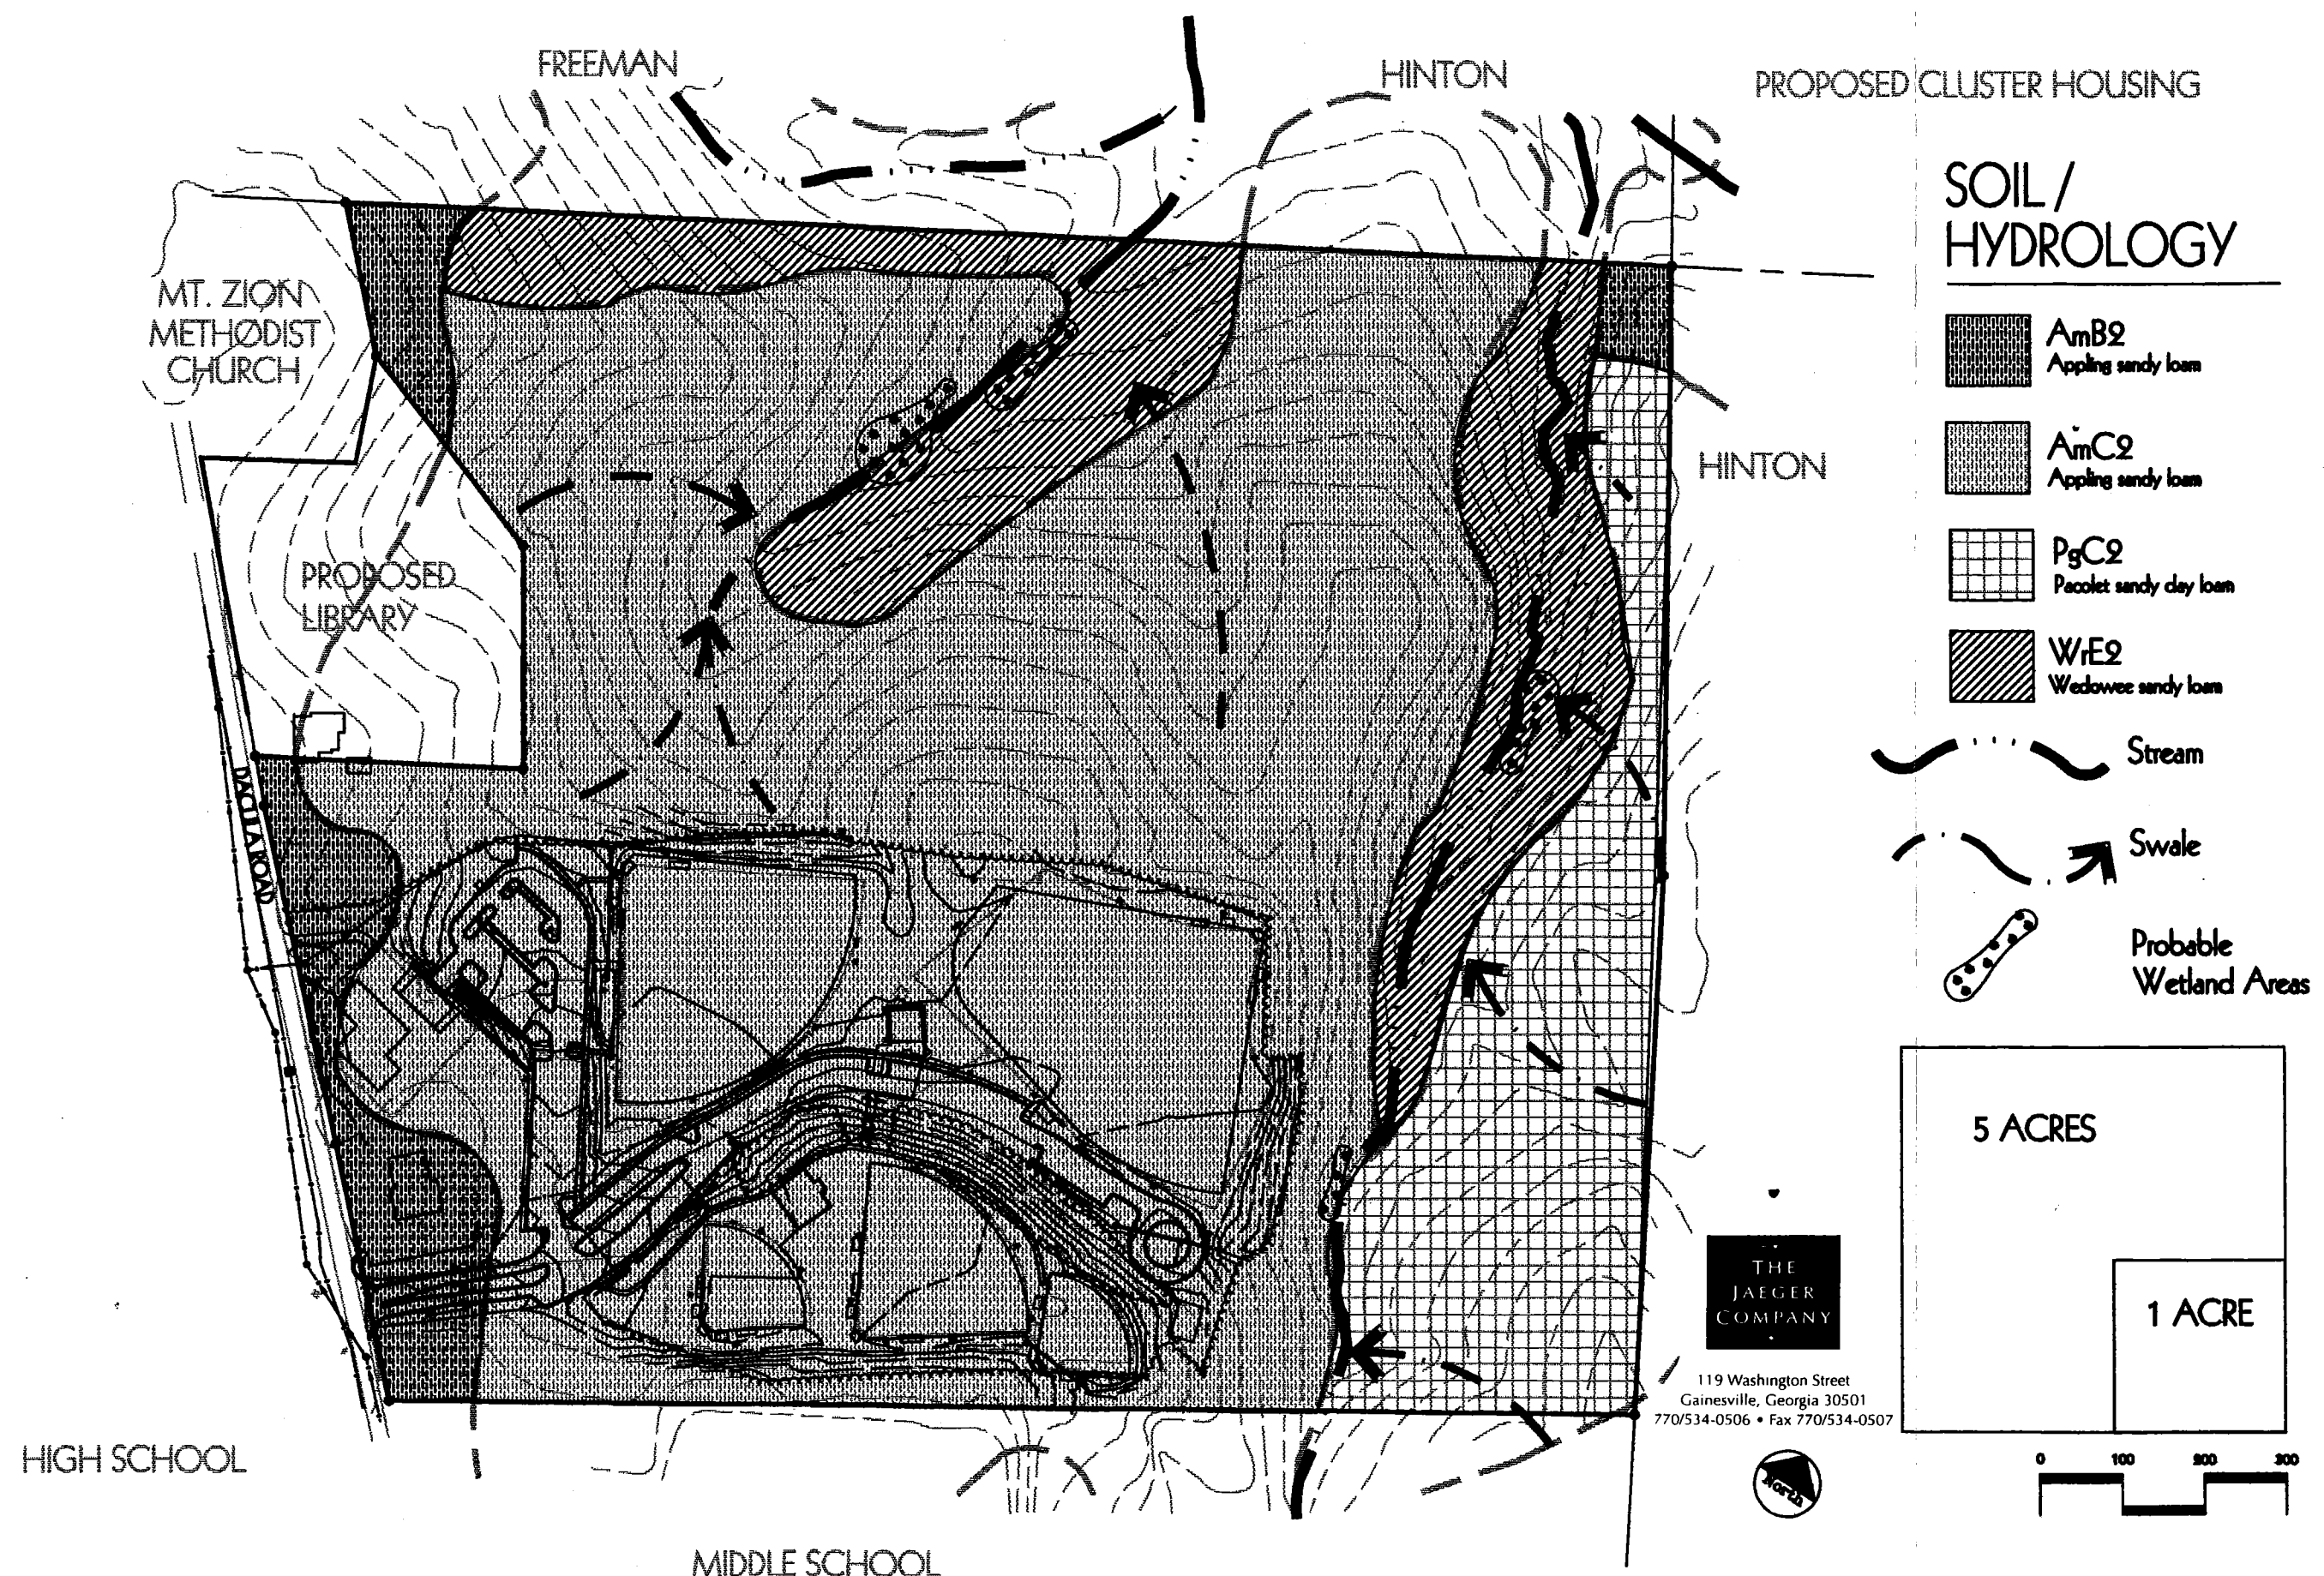 FREEMAN
HINTON
PROPOSED CLUSTER HOUSING
SOIL /
HYDROLOGY
MT. ZION
METHODIST
CHURCH
AmB2
Appling sandy loam
AmC2
Appling sandy loam
HINTON
PROPOSED
LIBRARY
PgC2
Pacolet sandy clay loam
WrE2
Wedowee sandy loam
Stream
DACULA ROAD
Swale
Probable
Wetland Areas
5 ACRES
1 ACRE
THE
JAEGER
COMPANY
119 Washington Street
Gainesville, Georgia 30501
770/534-0506 • Fax 770/534-0507
North
0 100 200 300
HIGH SCHOOL
MIDDLE SCHOOL